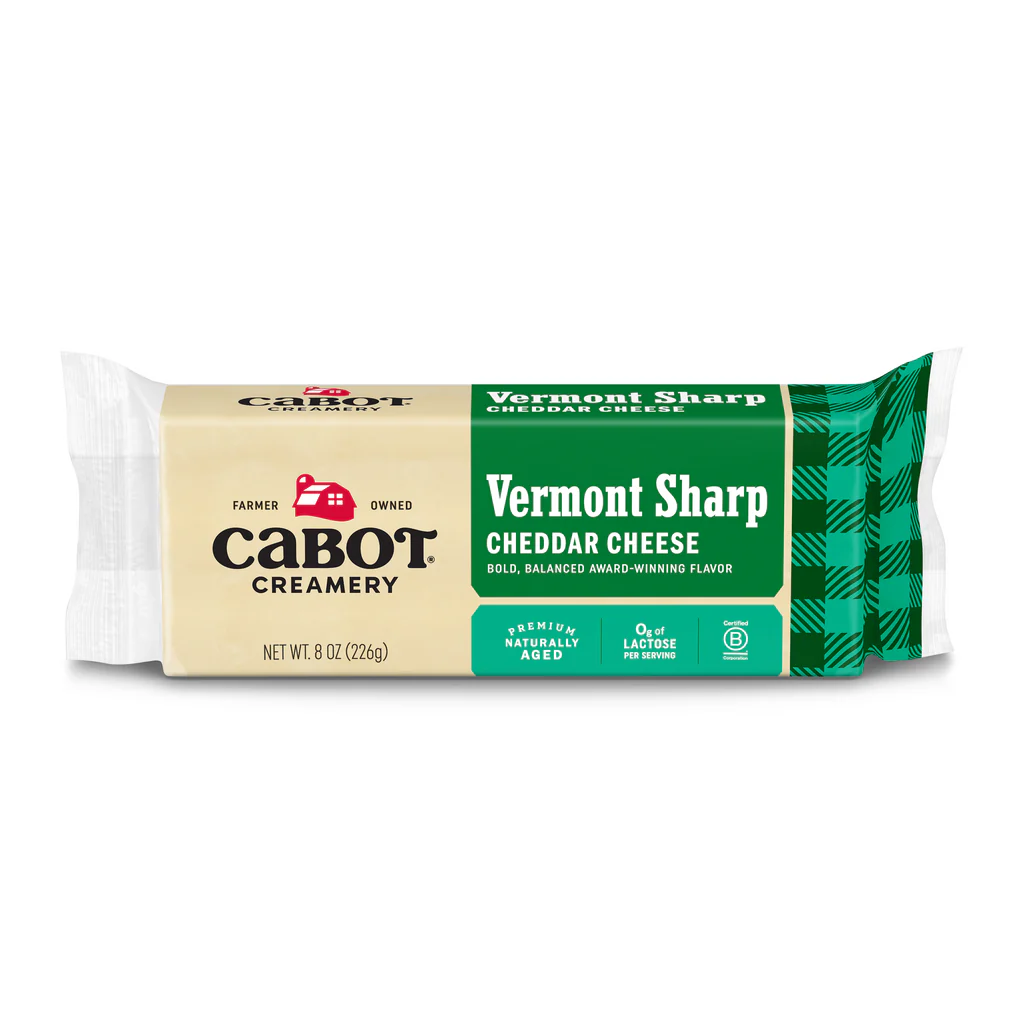 CABOT
CREAMERY
Vermont Sharp
CHEDDAR CHEESE
FARMER OWNED
CABOT®
CREAMERY
NET WT. 8 OZ (226g)
Vermont Sharp
CHEDDAR CHEESE
BOLD, BALANCED AWARD-WINNING FLAVOR
PREMIUM
NATURALLY
AGED
0g of
LACTOSE
PER SERVING
Certified
B
Corporation